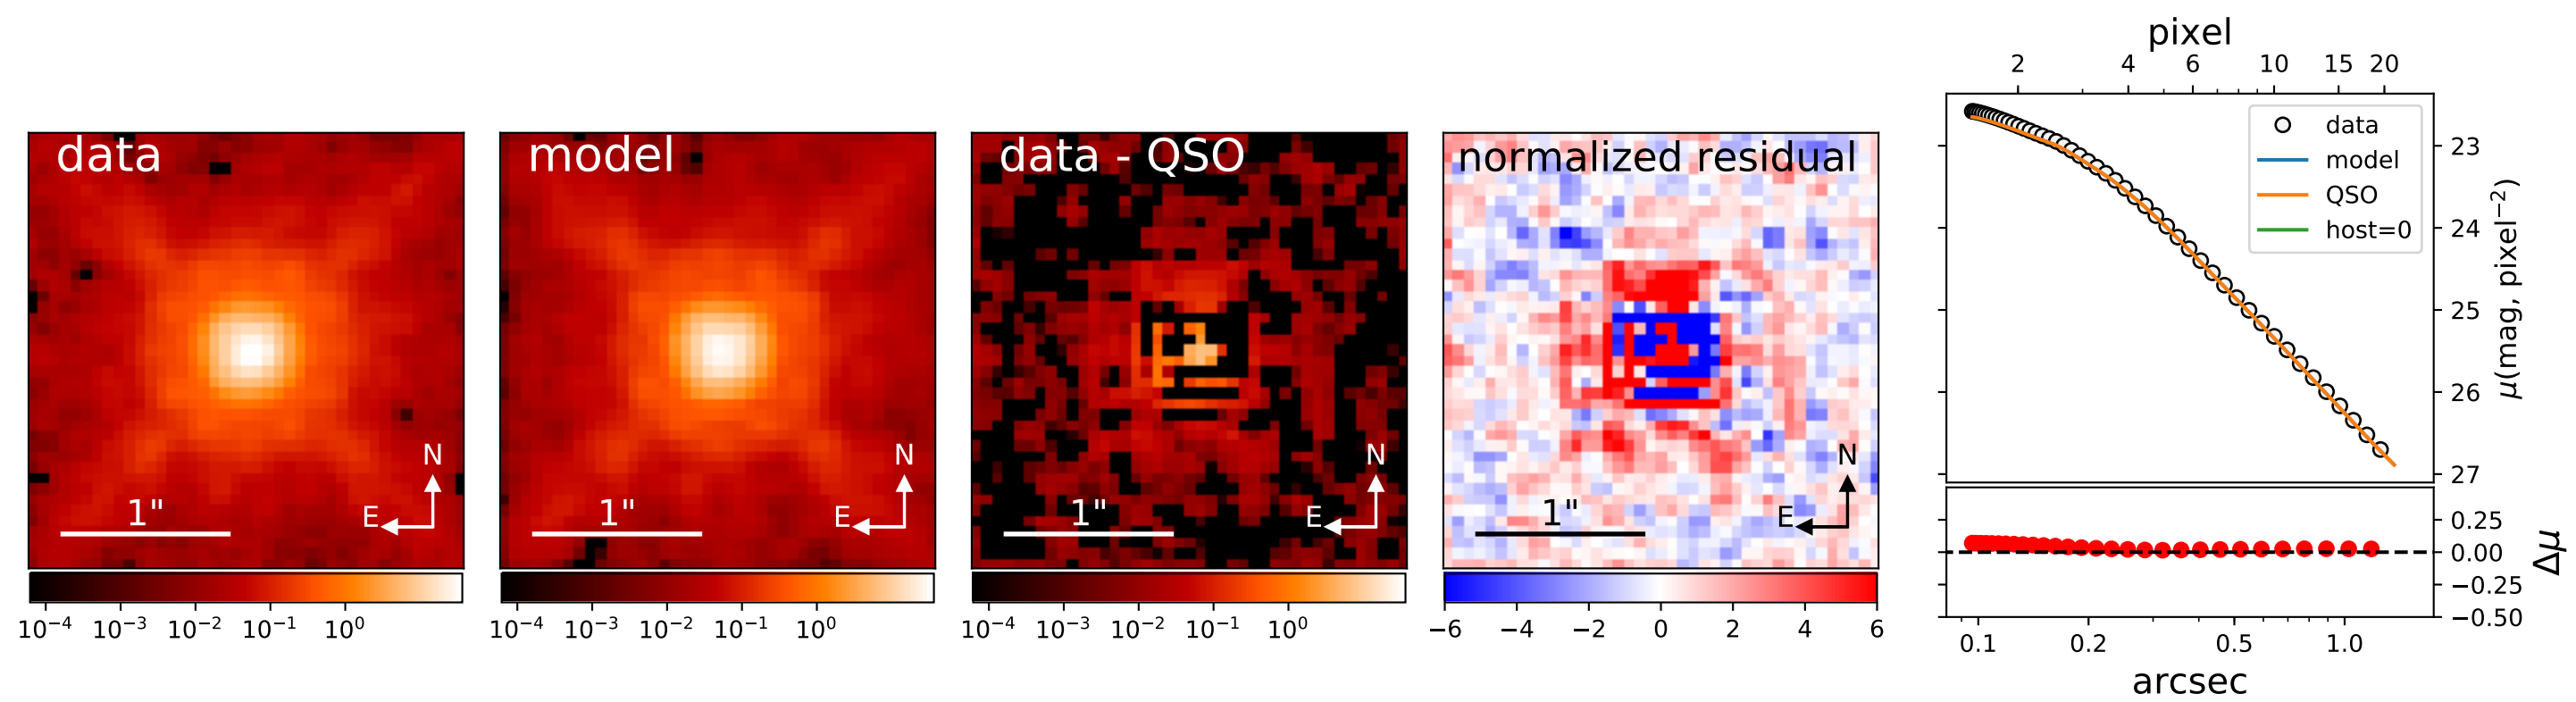 data
N
E
1"
10⁻⁴ 10⁻³ 10⁻² 10⁻¹ 10⁰
model
N
E
1"
10⁻⁴ 10⁻³ 10⁻² 10⁻¹ 10⁰
data - QSO
N
E
1"
10⁻⁴ 10⁻³ 10⁻² 10⁻¹ 10⁰
normalized residual
N
E
1"
−6 −4 −2 0 2 4 6
pixel
2 4 6 10 15 20
data
model
QSO
host=0
23
24
25
26
27
μ(mag, pixel⁻²)
0.25
0.00
−0.25
−0.50
Δμ
0.1 0.2 0.5 1.0
arcsec